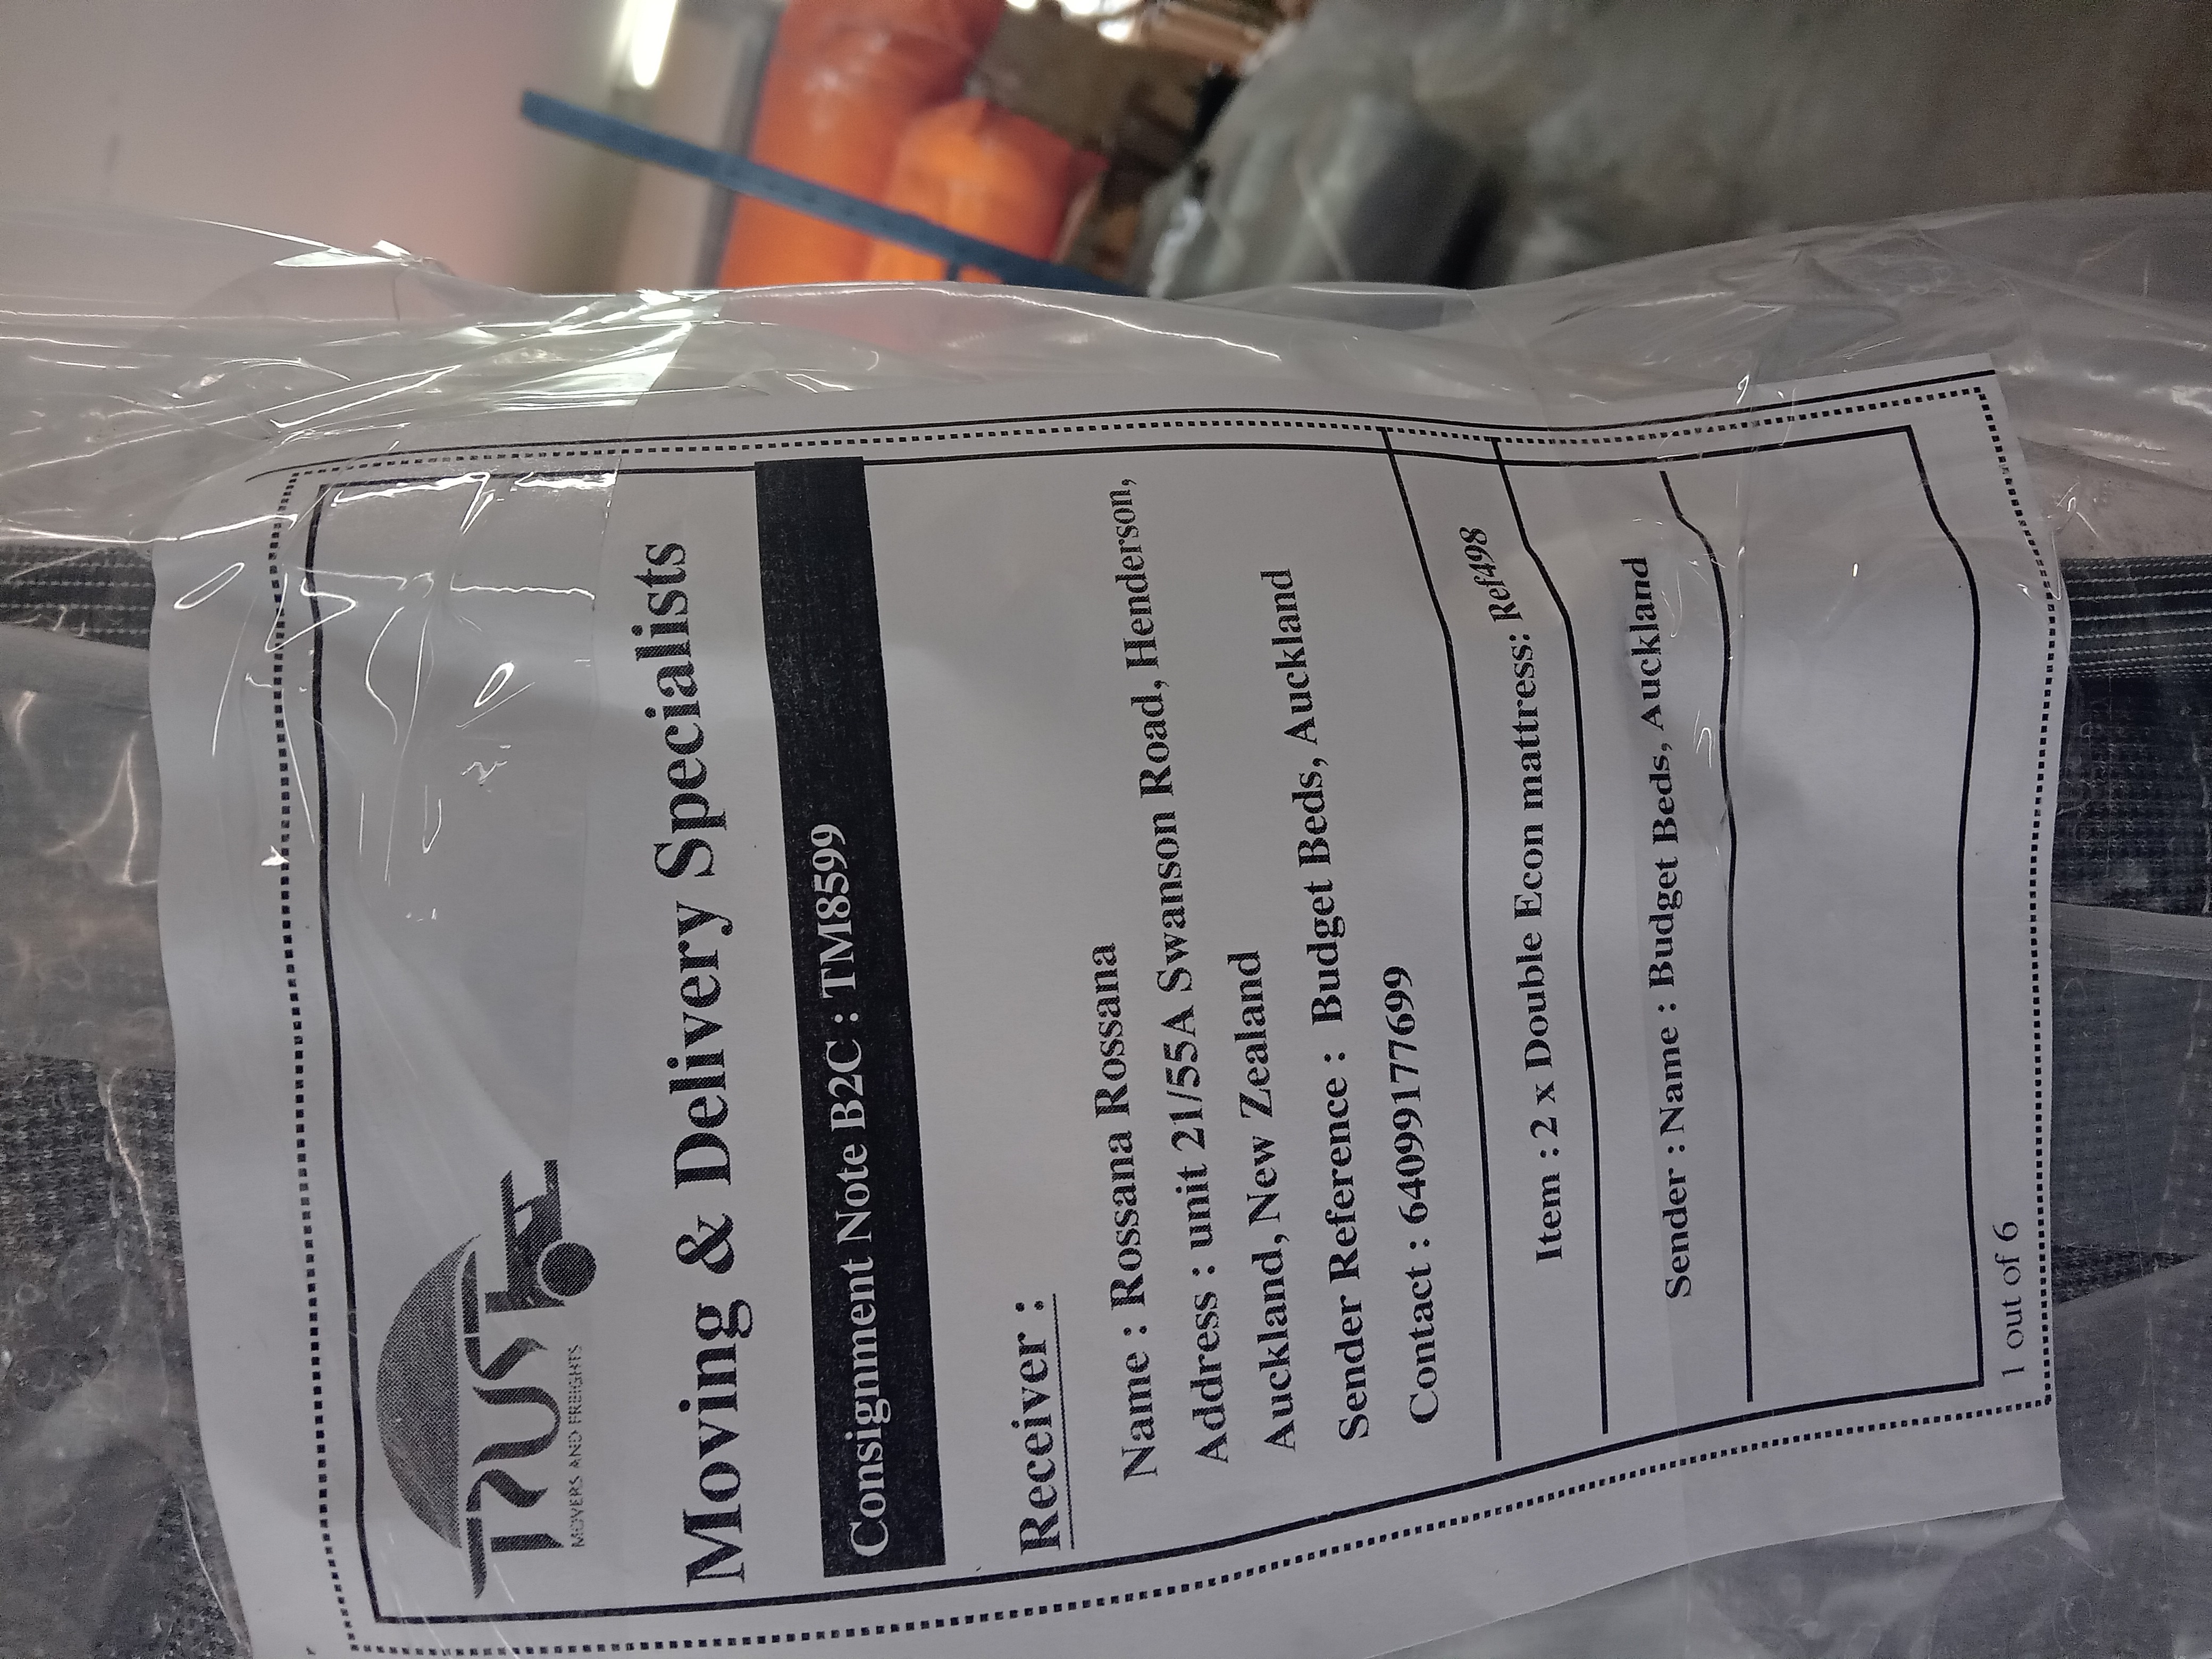 TRUST
MOVERS AND FREIGHTS
Moving & Delivery Specialists
Consignment Note B2C : TM8599
Receiver :
Name : Rossana Rossana
Address : unit 21/55A Swanson Road, Henderson,
Auckland, New Zealand
Sender Reference : Budget Beds, Auckland
Contact : 6409917​7699
Item : 2 x Double Econ mattress: Ref498
Sender : Name : Budget Beds, Auckland
1 out of 6